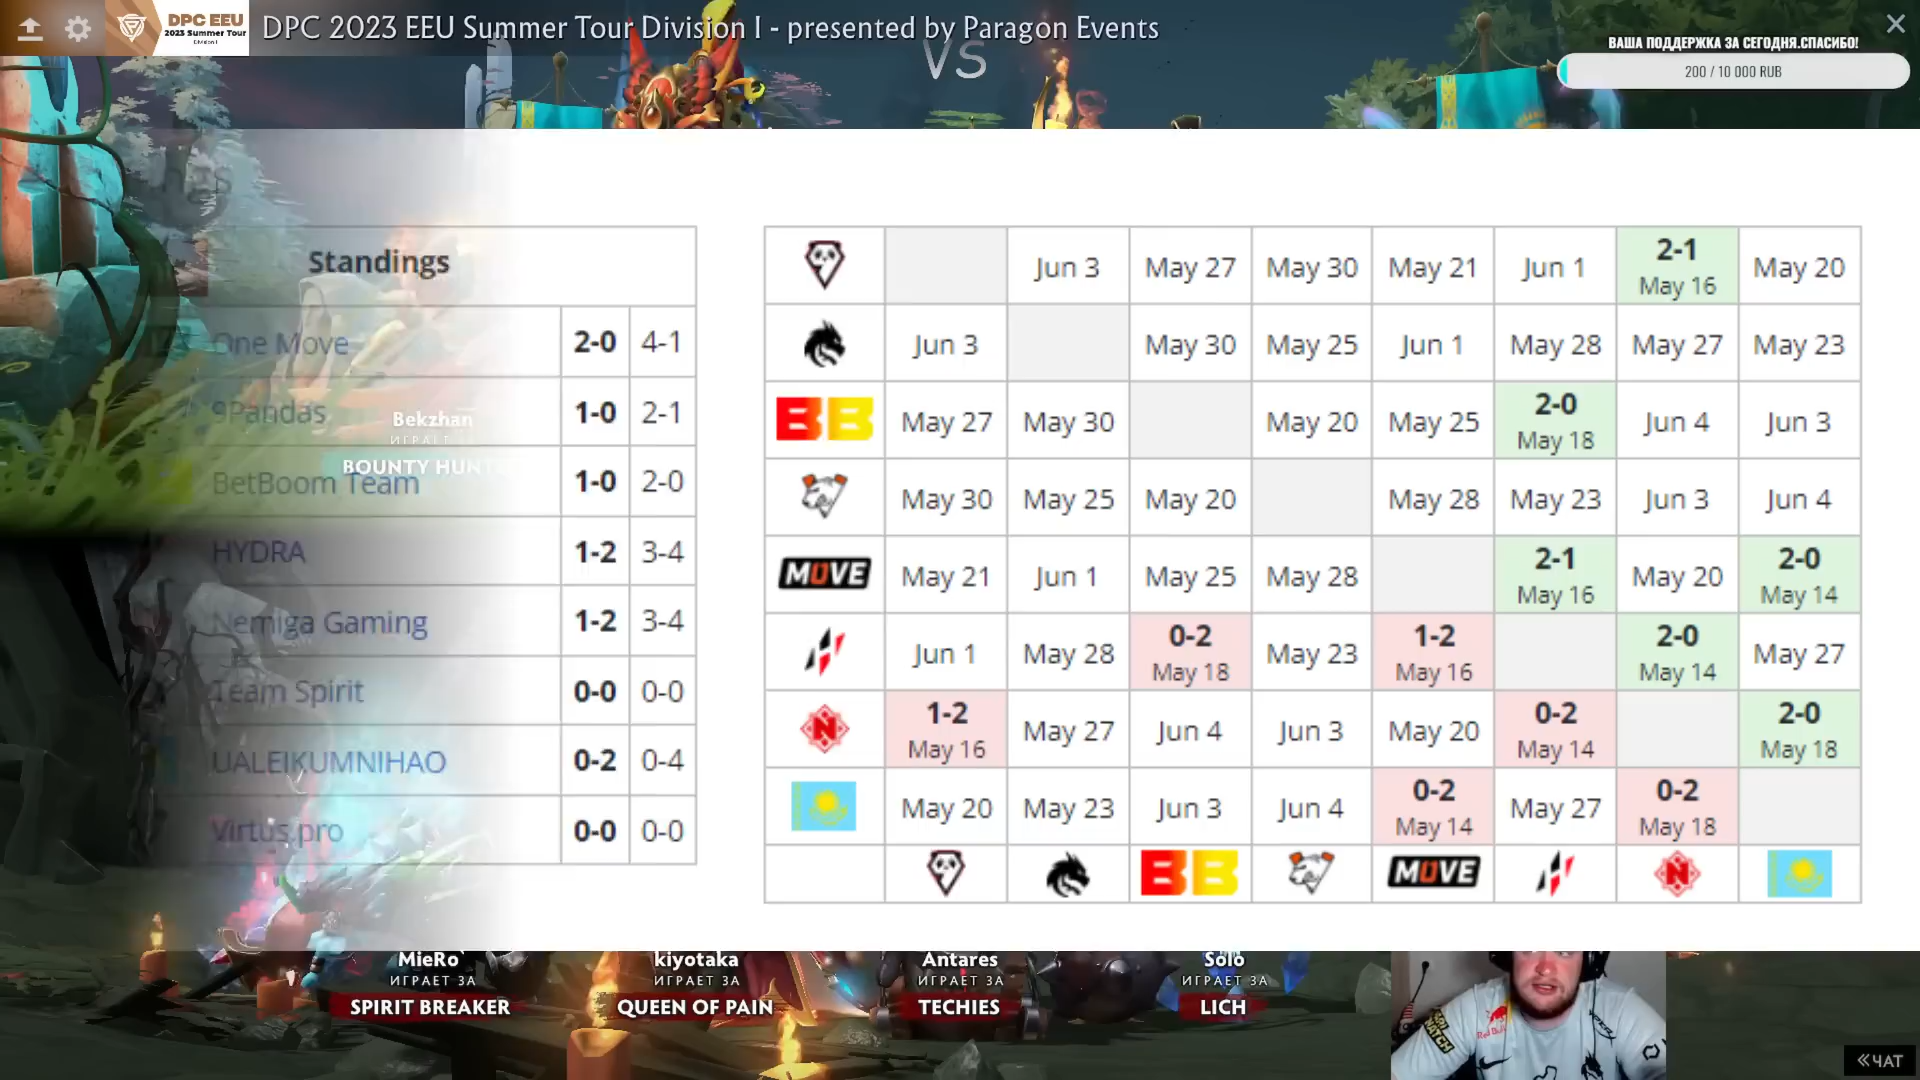 DPC EEU
2023 Summer Tour
Division I
DPC 2023 EEU Summer Tour Division I - presented by Paragon Events
VS
ВАША ПОДДЕРЖКА ЗА СЕГОДНЯ.СПАСИБО!
200 / 10 000 RUB
Standings
One Move 2-0 4-1
9Pandas 1-0 2-1
BetBoom Team 1-0 2-0
HYDRA 1-2 3-4
Nemiga Gaming 1-2 3-4
Team Spirit 0-0 0-0
UALEIKUMNIHAO 0-2 0-4
Virtus.pro 0-0 0-0
Bekzhan
ИГРАЕТ
BOUNTY HUNT
Jun 3 May 27 May 30 May 21 Jun 1 2-1 May 16 May 20
Jun 3 May 30 May 25 Jun 1 May 28 May 27 May 23
BB May 27 May 30 May 20 May 25 2-0 May 18 Jun 4 Jun 3
May 30 May 25 May 20 May 28 May 23 Jun 3 Jun 4
MOVE May 21 Jun 1 May 25 May 28 2-1 May 16 May 20 2-0 May 14
Jun 1 May 28 0-2 May 18 May 23 1-2 May 16 2-0 May 14 May 27
N 1-2 May 16 May 27 Jun 4 Jun 3 May 20 0-2 May 14 2-0 May 18
May 20 May 23 Jun 3 Jun 4 0-2 May 14 May 27 0-2 May 18
BB MOVE N
MieRo
ИГРАЕТ ЗА
SPIRIT BREAKER
kiyotaka
ИГРАЕТ ЗА
QUEEN OF PAIN
Antares
ИГРАЕТ ЗА
TECHIES
Solo
ИГРАЕТ ЗА
LICH
Red Bull
ЧАТ